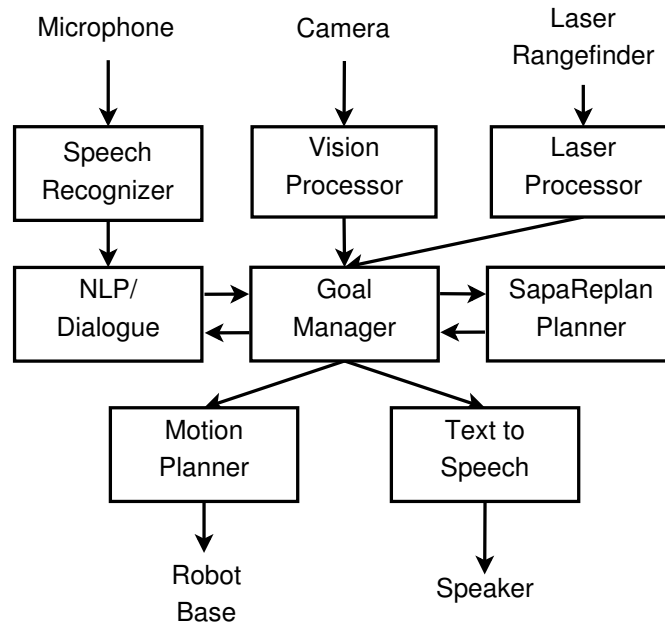 Microphone
Camera
Laser
Rangefinder
Speech
Recognizer
Vision
Processor
Laser
Processor
NLP/
Dialogue
Goal
Manager
SapaReplan
Planner
Motion
Planner
Text to
Speech
Robot
Base
Speaker